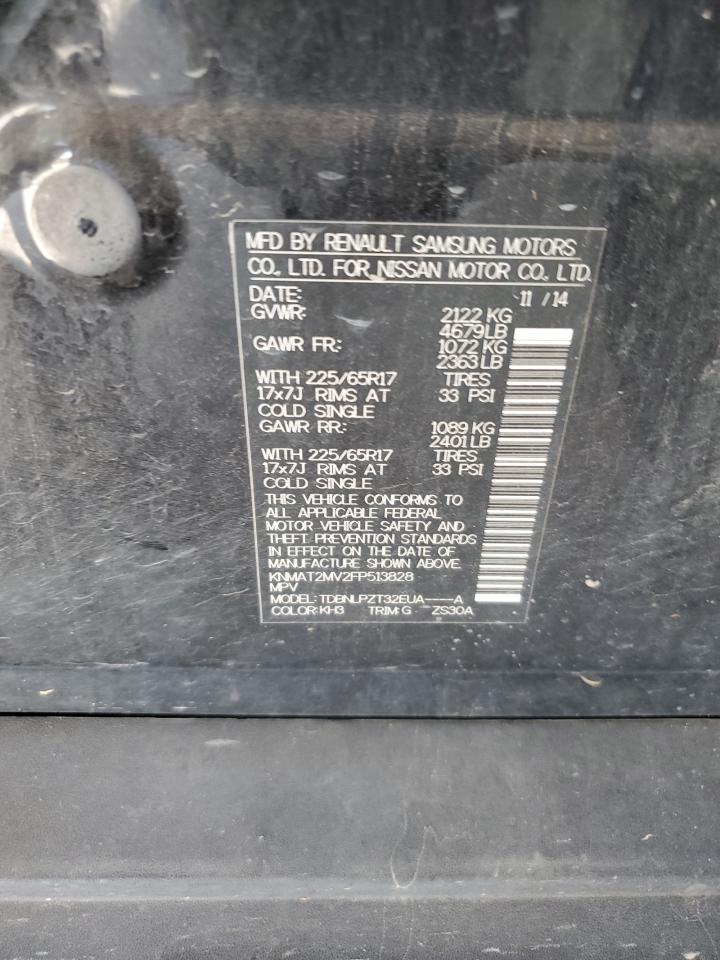 MFD BY RENAULT SAMSUNG MOTORS
CO., LTD. FOR NISSAN MOTOR CO., LTD.
DATE: 11 / 14
GVWR: 2122 KG
4679LB
GAWR FR.: 1072 KG
2363LB
WITH 225/65R17 TIRES
17x7J RIMS AT 33 PSI
COLD SINGLE
GAWR RR.: 1089 KG
2401LB
WITH 225/65R17 TIRES
17x7J RIMS AT 33 PSI
COLD SINGLE
THIS VEHICLE CONFORMS TO
ALL APPLICABLE FEDERAL
MOTOR VEHICLE SAFETY AND
THEFT PREVENTION STANDARDS
IN EFFECT ON THE DATE OF
MANUFACTURE SHOWN ABOVE.
KNMAT2MV2FP513828
MPV
MODEL: TDBNLPZT32EUA----A
COLOR: KH3 TRIM: G ZS30A